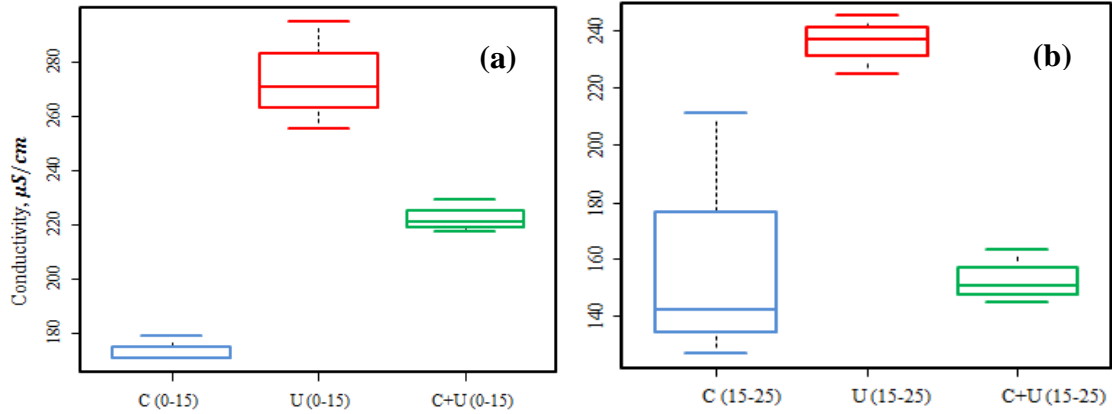 (a)
Conductivity, µS/cm
280
260
240
220
200
180
C (0-15)
U (0-15)
C+U (0-15)
(b)
240
220
200
180
160
140
C (15-25)
U (15-25)
C+U (15-25)